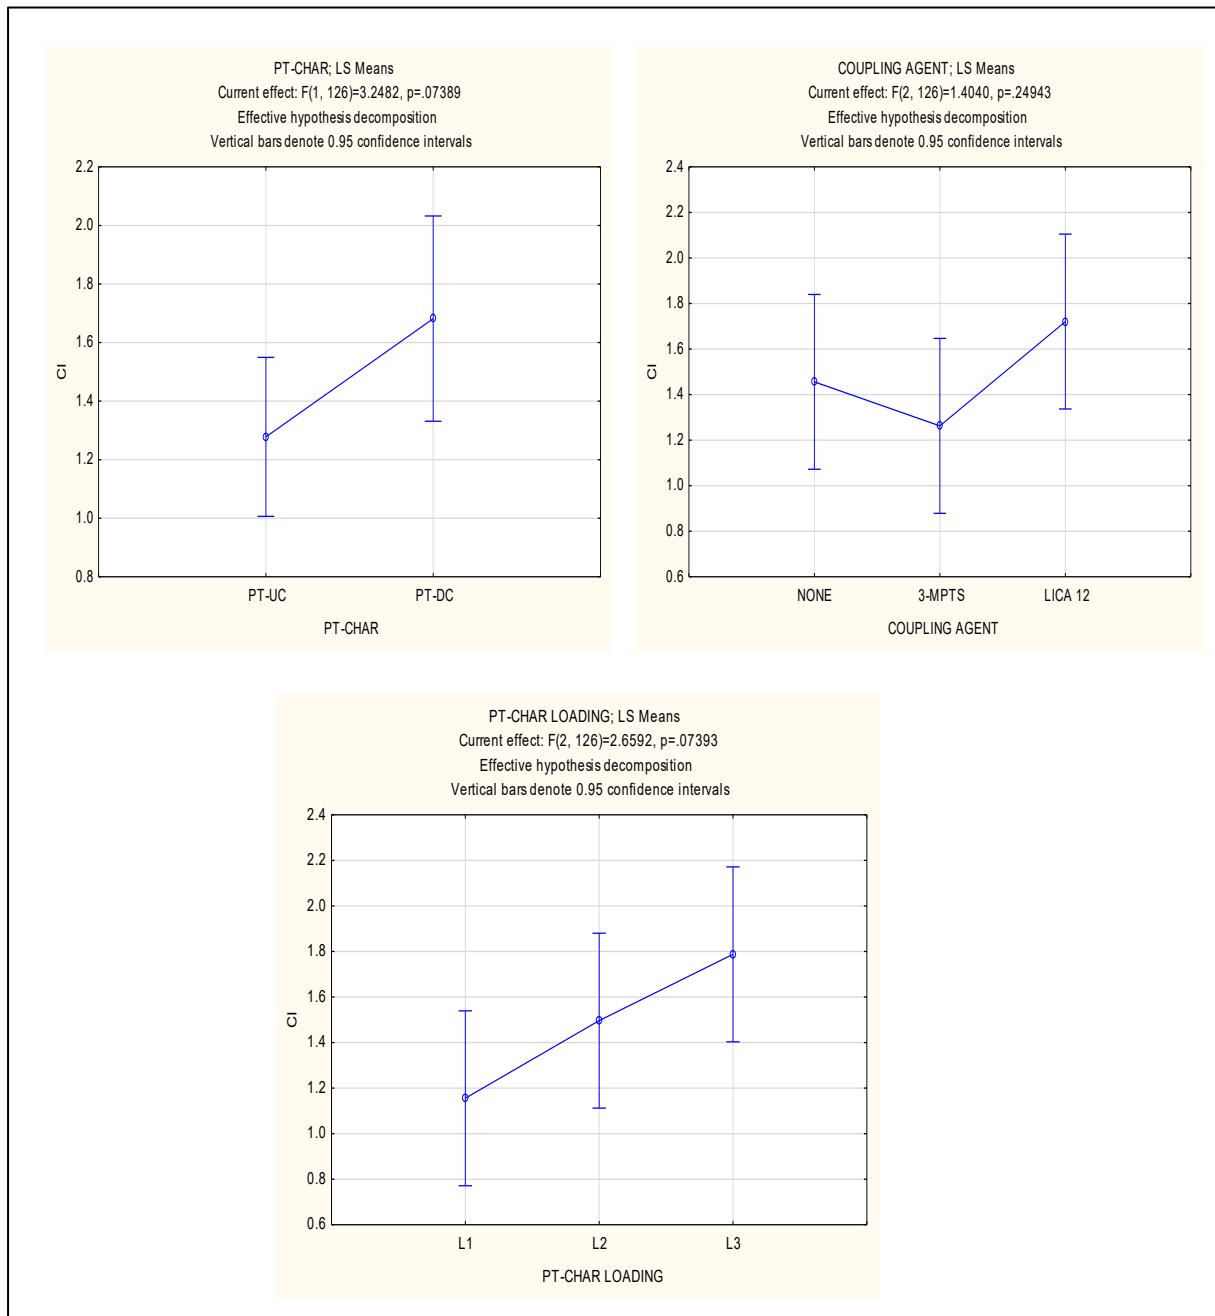 PT-CHAR; LS Means
Current effect: F(1, 126)=3.2482, p=.07389
Effective hypothesis decomposition
Vertical bars denote 0.95 confidence intervals
2.2
2.0
1.8
1.6
1.4
1.2
1.0
0.8
CI
PT-UC PT-DC
PT-CHAR
COUPLING AGENT; LS Means
Current effect: F(2, 126)=1.4040, p=.24943
Effective hypothesis decomposition
Vertical bars denote 0.95 confidence intervals
2.4
2.2
2.0
1.8
1.6
1.4
1.2
1.0
0.8
0.6
CI
NONE 3-MPTS LICA 12
COUPLING AGENT
PT-CHAR LOADING; LS Means
Current effect: F(2, 126)=2.6592, p=.07393
Effective hypothesis decomposition
Vertical bars denote 0.95 confidence intervals
2.4
2.2
2.0
1.8
1.6
1.4
1.2
1.0
0.8
0.6
CI
L1 L2 L3
PT-CHAR LOADING